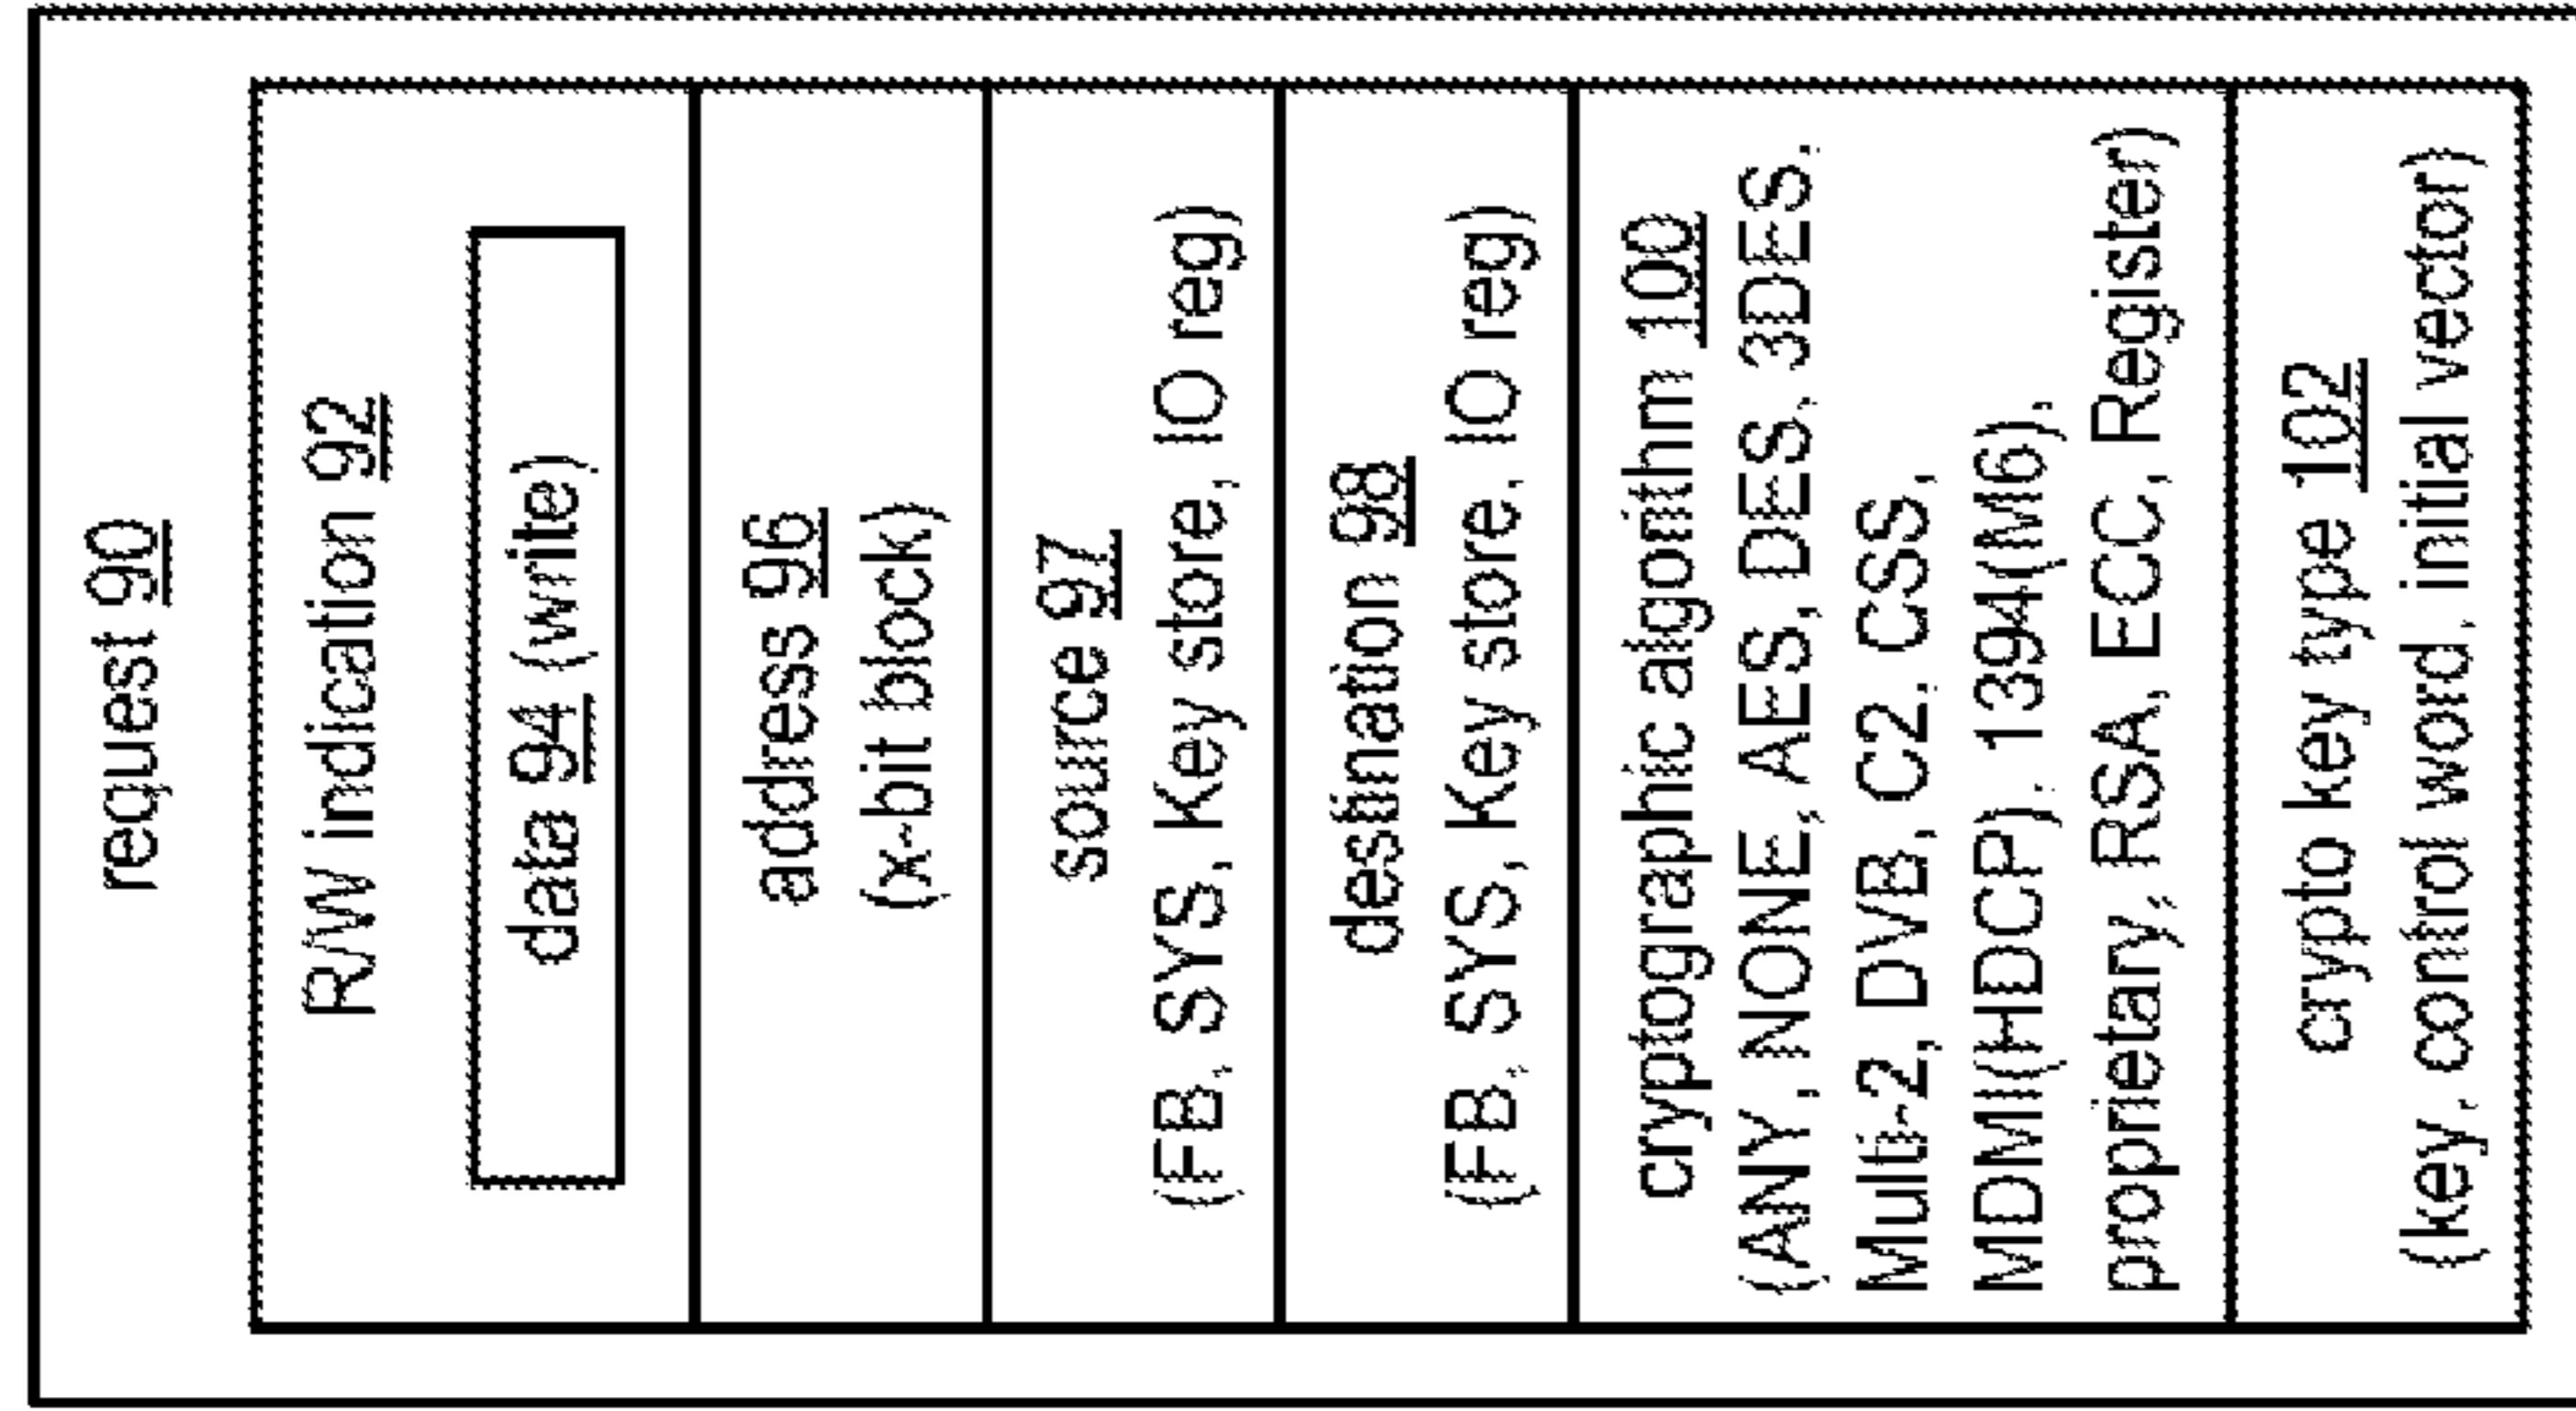 request 90
R/W indication 92
data 94 (write)
address 96
(x-bit block)
source 97
(FB, SYS, Key store, IO reg)
destination 98
(FB, SYS, Key store, IO reg)
cryptographic algorithm 100
(ANY, NONE, AES, DES, 3DES,
Multi-2, DVB, C2, CSS,
MDMI(HDCP), 1394(M6),
proprietary, RSA, ECC, Register)
crypto key type 102
(key, control word, initial vector)